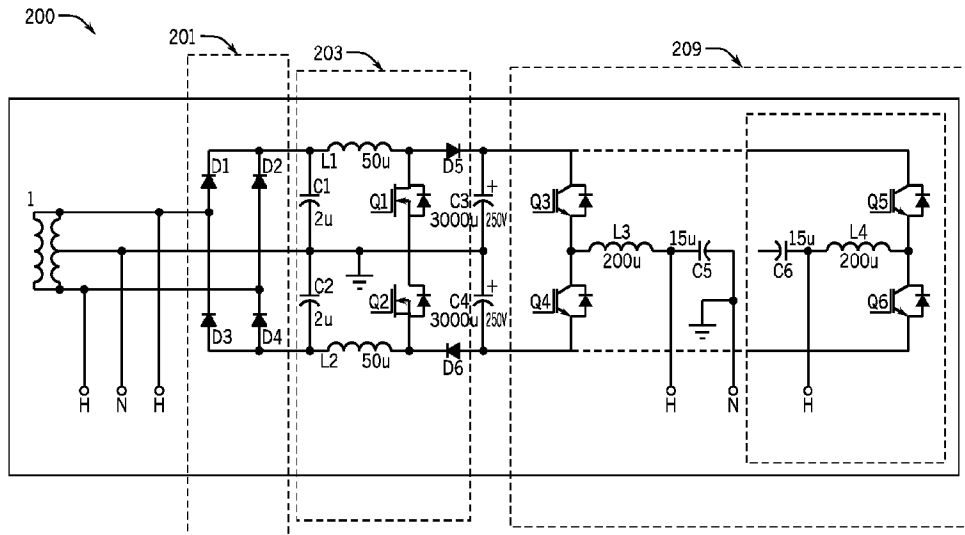 200
201
203
209
D1
D2
L1
50u
D5
1
C1
2u
Q1
C3
3000u
+
250V
Q3
Q5
L3
200u
15u
C5
15u
C6
L4
200u
C2
2u
Q2
C4
3000u
+
250V
Q4
Q6
D3
D4
L2
50u
D6
H
N
H
H
N
H